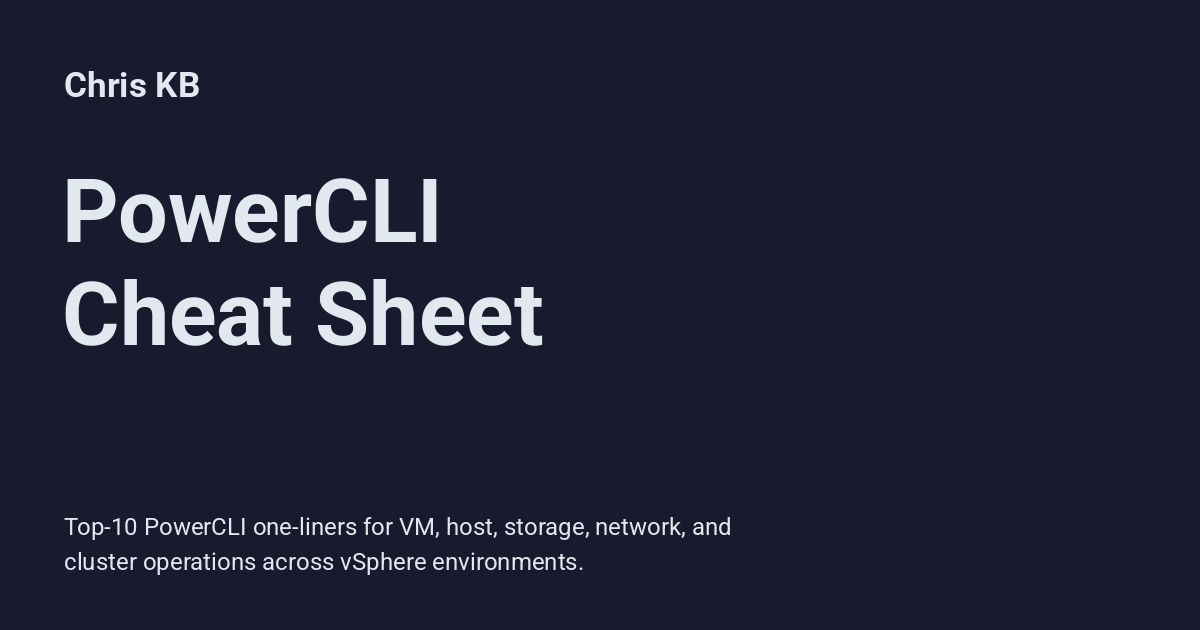 Chris KB
PowerCLI
Cheat Sheet
Top-10 PowerCLI one-liners for VM, host, storage, network, and
cluster operations across vSphere environments.